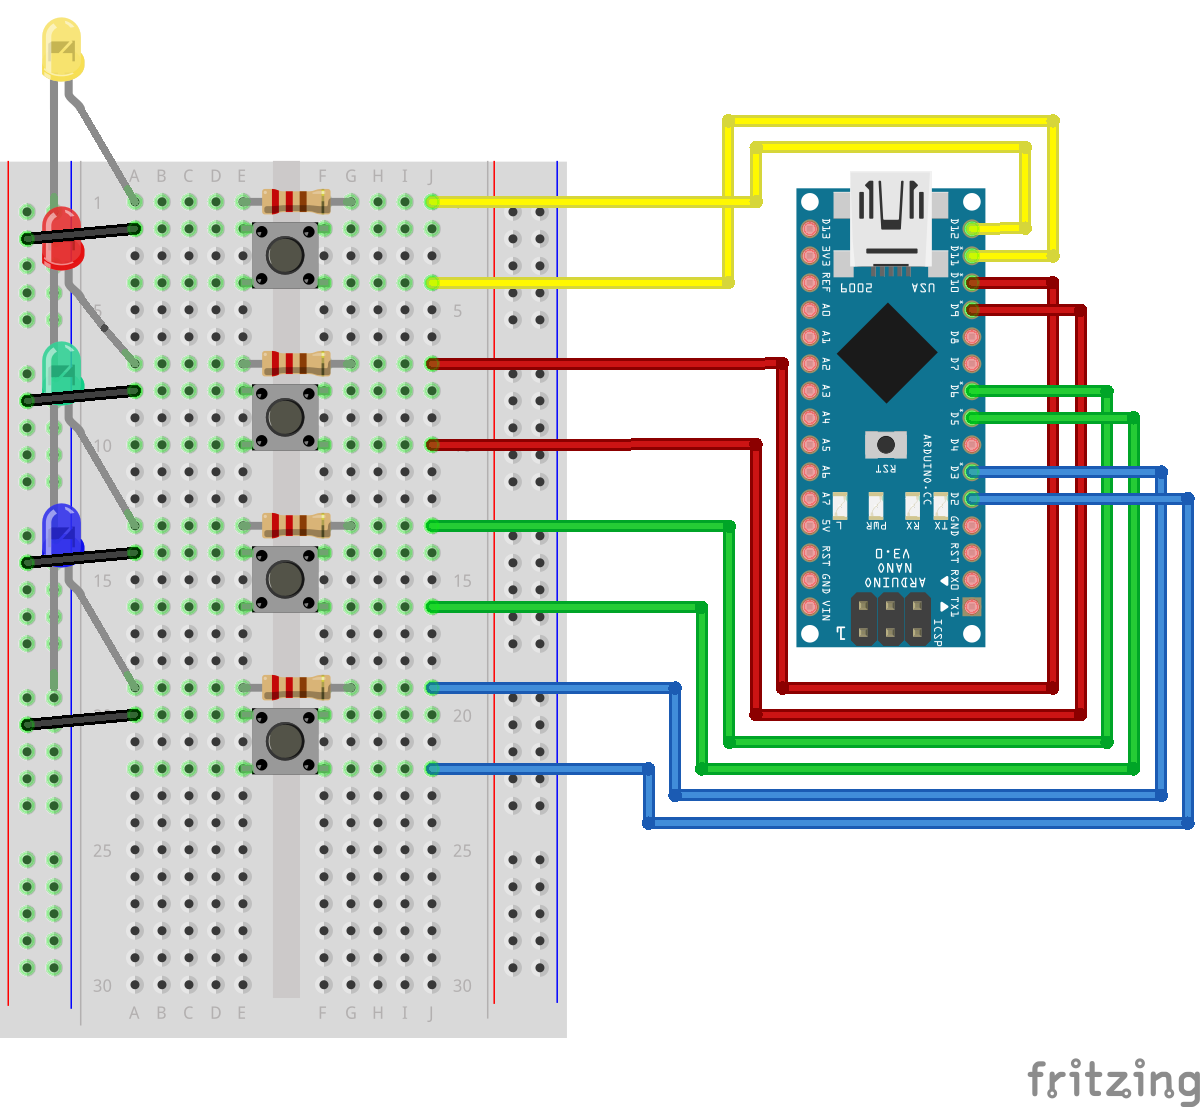 A B C D E F G H I J
1
5
5
10
15
15
20
25 25
30 30
A B C D E F G H I J
D13
3V3
REF
A0
A1
A2
A3
A4
A5
A6
A7
5V
RST
GND
VIN
D12
D11
D10
D9
D8
D7
D6
D5
D4
D3
D2
GND
RST
RX0
TX1
USA
2009
RST
ARDUINO.CC
L PWR RX TX
ARDUINO
NANO
V3.0
ICSP
1
fritzing